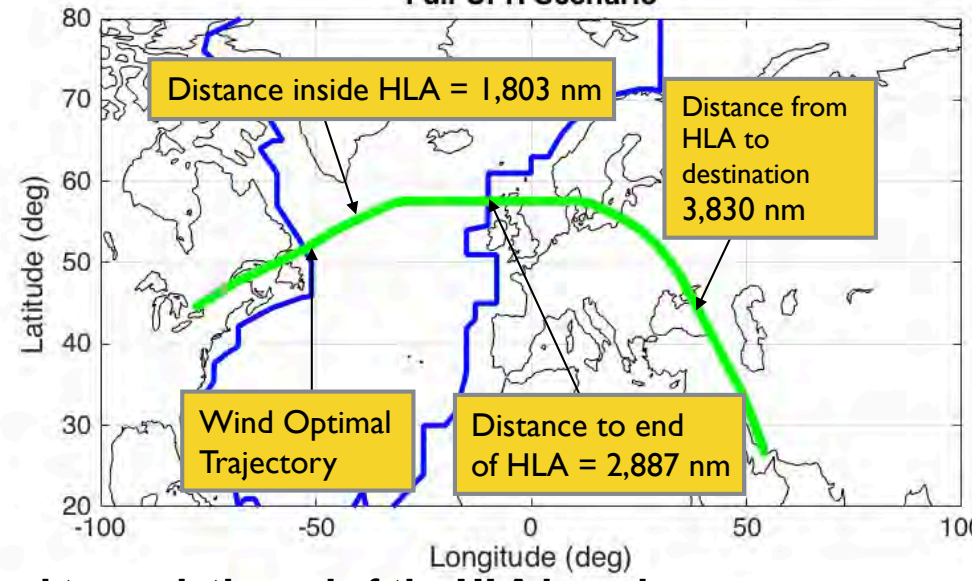 80
70
60
50
40
30
20
Latitude (deg)
Distance inside HLA = 1,803 nm
Distance from
HLA to
destination
3,830 nm
Wind Optimal
Trajectory
Distance to end
of HLA = 2,887 nm
-100
-50
0
50
Longitude (deg)